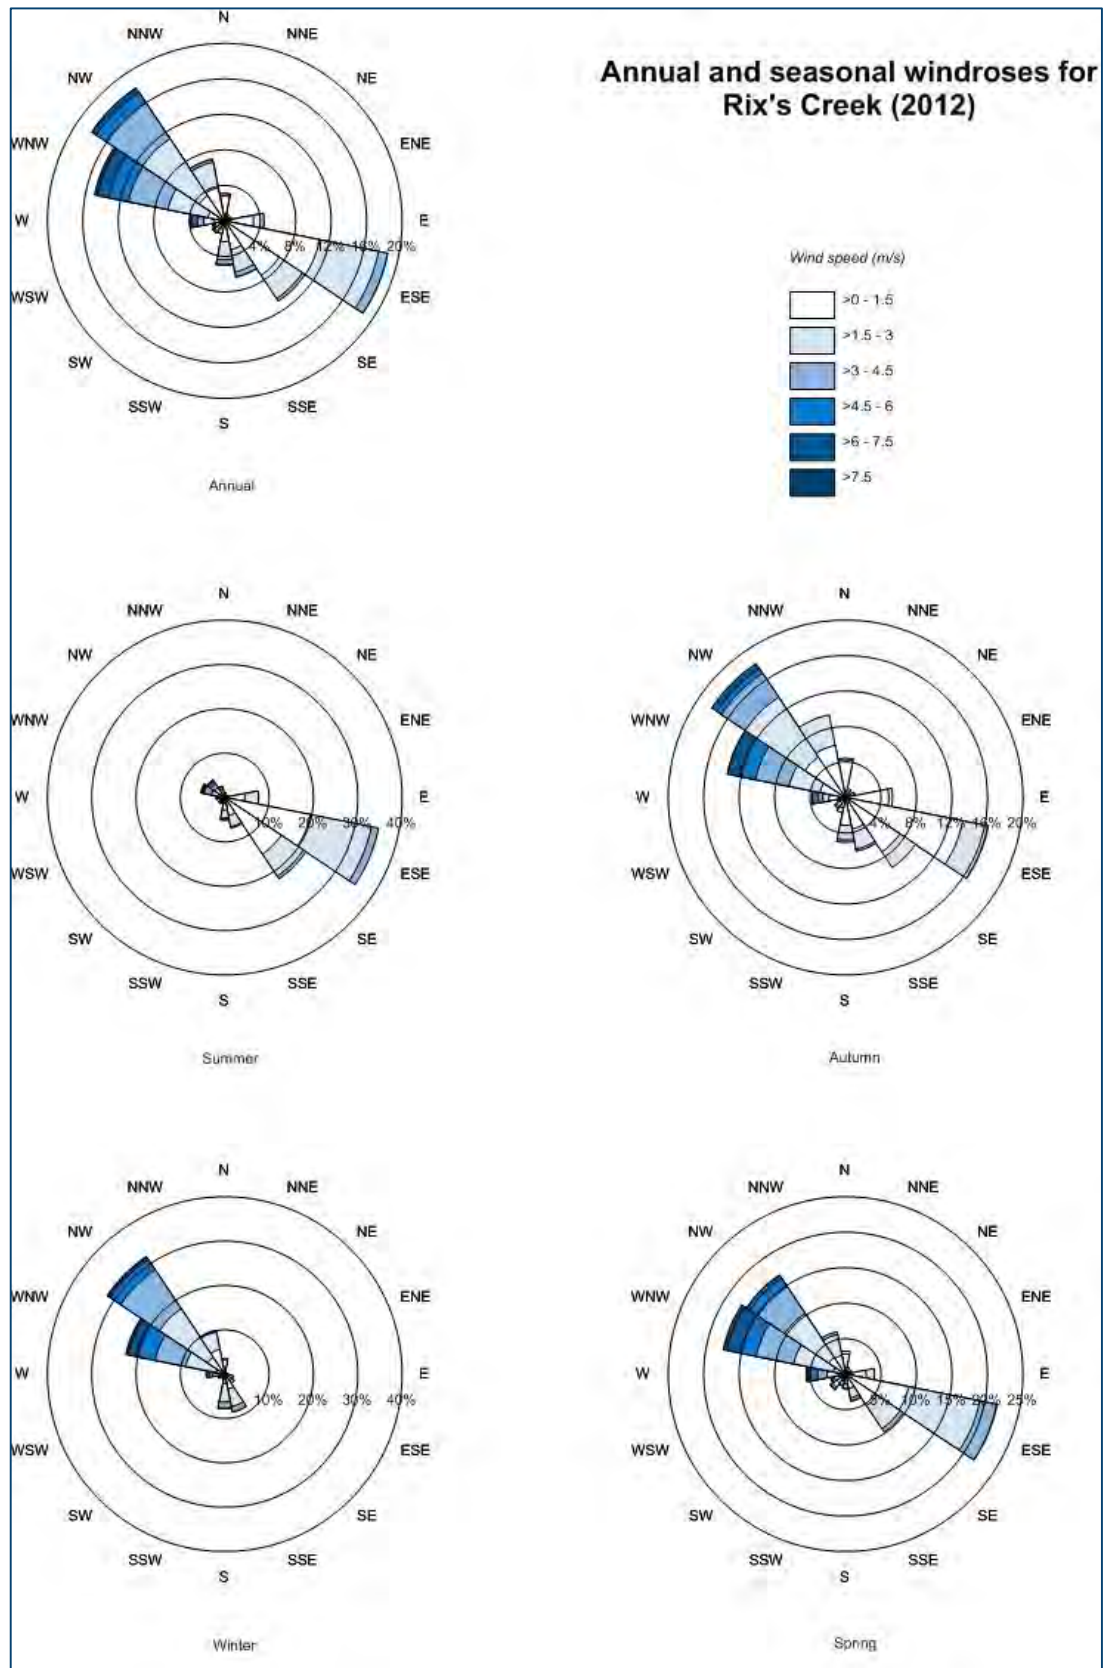 Annual and seasonal windroses for
Rix's Creek (2012)
N
NNW NNE
NW NE
WNW ENE
W E
4% 8% 12% 16% 20%
WSW ESE
SW SE
SSW SSE
S
Annual
Wind speed (m/s)
>0 - 1.5
>1.5 - 3
>3 - 4.5
>4.5 - 6
>6 - 7.5
>7.5
N
NNW NNE
NW NE
WNW ENE
W E
10% 20% 30% 40%
WSW ESE
SW SE
SSW SSE
S
Summer
N
NNW NNE
NW NE
WNW ENE
W E
4% 8% 12% 16% 20%
WSW ESE
SW SE
SSW SSE
S
Autumn
N
NNW NNE
NW NE
WNW ENE
W E
10% 20% 30% 40%
WSW ESE
SW SE
SSW SSE
S
Winter
N
NNW NNE
NW NE
WNW ENE
W E
5% 10% 15% 20% 25%
WSW ESE
SW SE
SSW SSE
S
Spring